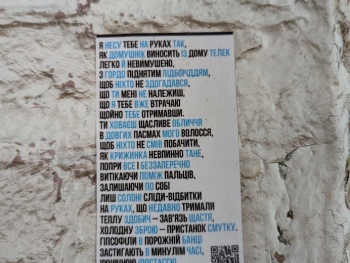 Я НЕСУ ТЕБЕ НА РУКАХ ТАК,
ЯК ДОМУШНИК ВИНОСИТЬ ІЗ ДОМУ ТЕЛЕК
ЛЕГКО Й НЕВИМУШЕНО,
З ГОРДО ПІДНЯТИМ ПІДБОРІДДЯМ,
ЩОБ НІХТО НЕ ЗДОГАДАВСЯ,
ЩО ТИ МЕНІ НЕ НАЛЕЖИШ,
ЩО Я ТЕБЕ ВЖЕ ВТРАЧАЮ
ЩОЙНО ТЕБЕ ОТРИМАВШИ.
ТИ ХОВАЄШ ЩАСЛИВЕ ОБЛИЧЧЯ
В ДОВГИХ ПАСМАХ МОГО ВОЛОССЯ,
ЩОБ НІХТО НЕ СМІВ ПОБАЧИТИ,
ЯК КРИЖИНКА НЕВПИННО ТАНЕ,
ПОПРИ ВСЕ І БЕЗЗАПЕРЕЧНО
ВИТІКАЮЧИ ПОМІЖ ПАЛЬЦІВ,
ЗАЛИШАЮЧИ ПО СОБІ
ЛИШ СОЛОНІ СЛІДИ-ВІДБИТКИ
НА РУКАХ, ЩО НЕДАВНО ТРИМАЛИ
ТЕПЛУ ЗДОБИЧ – ЗАВ'ЯЗЬ ЩАСТЯ,
ХОЛОДНУ ЗБРОЮ – ПРИСТАНОК СМУТКУ.
ГІПСОФІЛИ В ПОРОЖНІЙ БАНЦІ
ЗАСТИГАЮТЬ В МИНУЛІМ ЧАСІ,